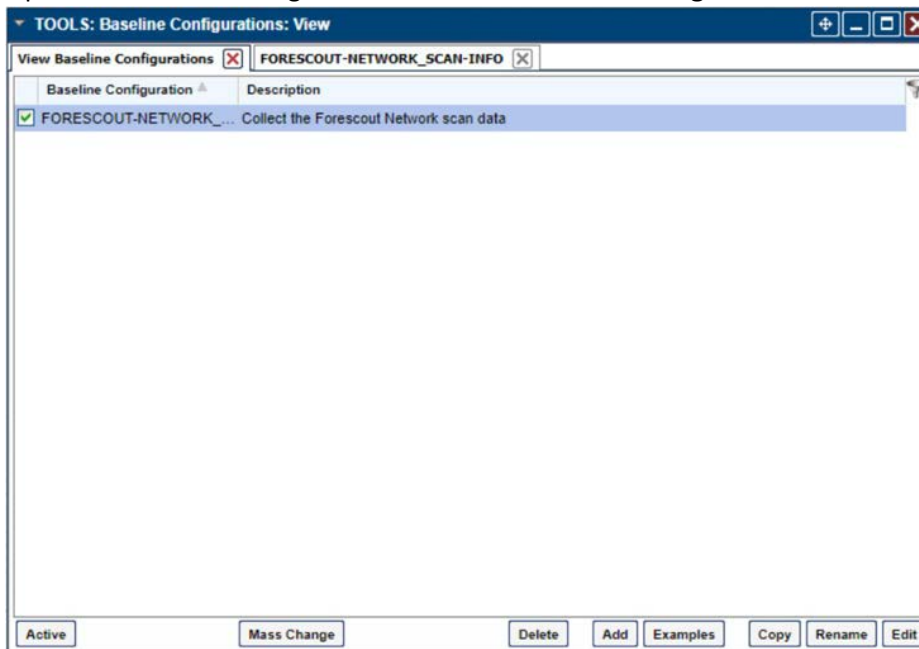 TOOLS: Baseline Configurations: View
View Baseline Configurations FORESCOUT-NETWORK_SCAN-INFO
Baseline Configuration Description
FORESCOUT-NETWORK_... Collect the Forescout Network scan data
Active Mass Change Delete Add Examples Copy Rename Edit